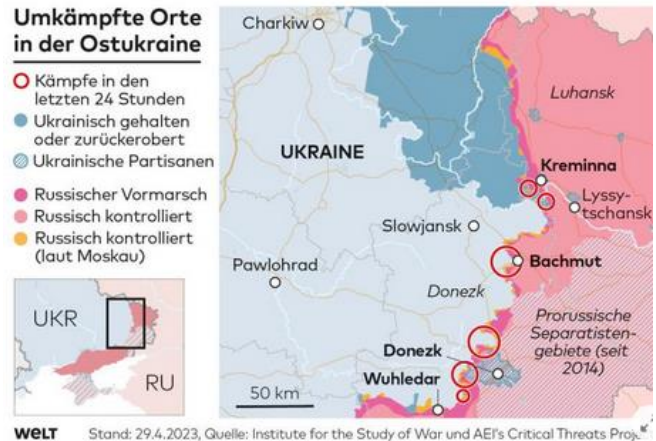 Umkämpfte Orte
in der Ostukraine
Kämpfe in den
letzten 24 Stunden
Ukrainisch gehalten
oder zurückerobert
Ukrainische Partisanen
Russischer Vormarsch
Russisch kontrolliert
Russisch kontrolliert
(laut Moskau)
UKR
RU
Charkiw
Luhansk
UKRAINE
Kreminna
Lyssy-
tschansk
Slowjansk
Bachmut
Pawlohrad
Donezk
Prorussische
Separatisten-
gebiete (seit
2014)
Donezk
Wuhledar
50 km
WELT Stand: 29.4.2023, Quelle: Institute for the Study of War und AEI's Critical Threats Proj